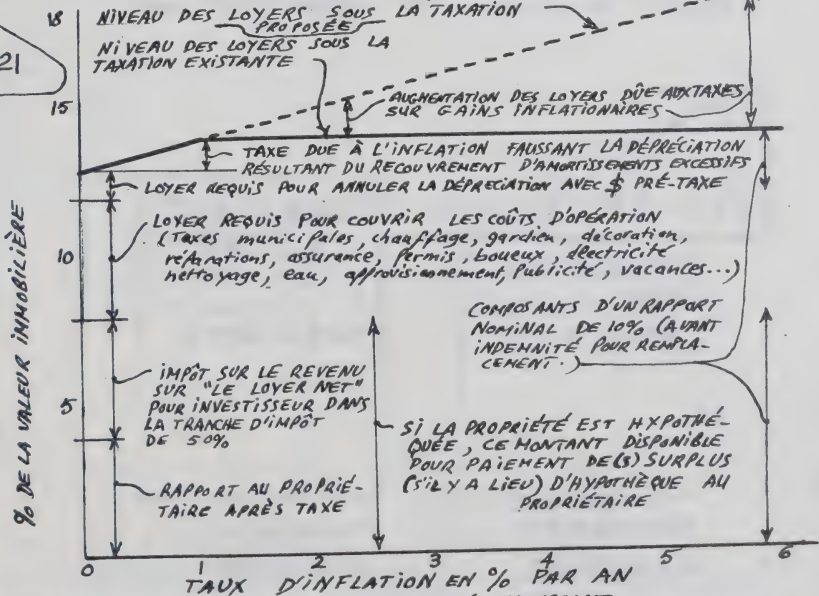 18
NIVEAU DES LOYERS SOUS LA TAXATION
PROPOSÉE
NIVEAU DES LOYERS SOUS LA
TAXATION EXISTANTE
21
15
AUGMENTATION DES LOYERS DÛE AUX TAXES
SUR GAINS INFLATIONAIRES
TAXE DUE À L'INFLATION FAUSSANT LA DÉPRÉCIATION
RÉSULTANT DU RECOUVREMENT D'AMORTISSEMENTS EXCESSIFS
LOYER REQUIS POUR ANNULER LA DÉPRECIATION AVEC $ PRÉ-TAXE
LOYER REQUIS POUR COUVRIR LES COÛTS D'OPÉRATION
(Taxes municipales, chauffage, gardien, décoration,
réparations, assurance, permis, boueux, électricité
nettoyage, eau, approvisionnement, Publicité, vacances...)
10
COMPOSANTS D'UN RAPPORT
NOMINAL DE 10% (AVANT
INDEMNITÉ POUR REMPLA-
CEMENT.)
IMPÔT SUR LE REVENU
SUR "LE LOYER NET"
POUR INVESTISSEUR DANS
LA TRANCHE D'IMPÔT
DE 50%
5
SI LA PROPRIÉTÉ EST HYPOTHÉ-
QUÉE, CE MONTANT DISPONIBLE
POUR PAIEMENT DE(S) SURPLUS
(S'IL Y A LIEU) D'HYPOTHÈQUE AU
PROPRIÉTAIRE
RAPPORT AU PROPRIÉ-
TAIRE APRÈS TAXE
% DE LA VALEUR IMMOBILIÈRE
0 1 2 3 4 5 6
TAUX D'INFLATION EN % PAR AN